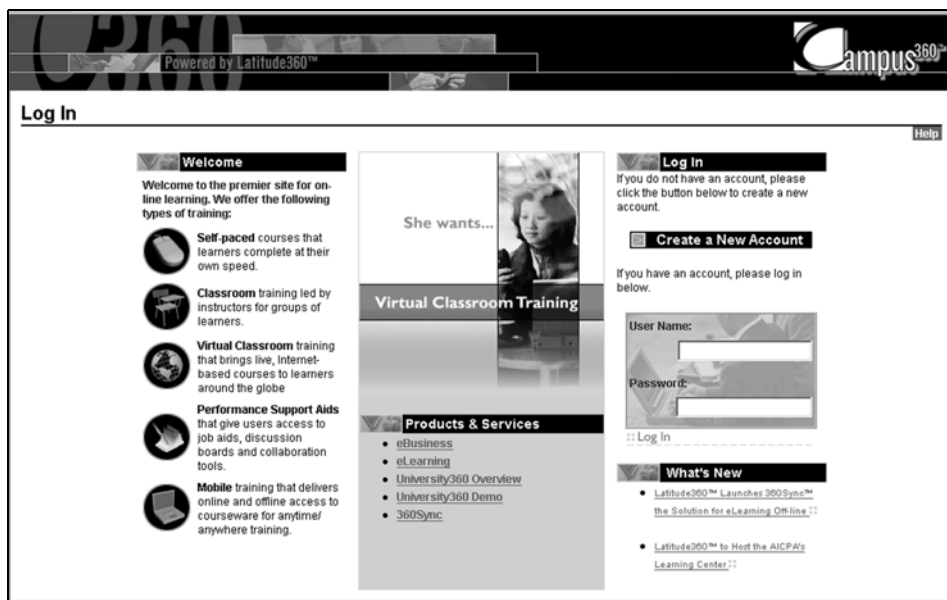 360
Powered by Latitude360™
Campus360™
Log In
Help
Welcome
Welcome to the premier site for on-
line learning. We offer the following
types of training:
Self-paced courses that
learners complete at their
own speed.
Classroom training led by
instructors for groups of
learners.
Virtual Classroom training
that brings live, Internet-
based courses to learners
around the globe
Performance Support Aids
that give users access to
job aids, discussion
boards and collaboration
tools.
Mobile training that delivers
online and offline access to
courseware for anytime/
anywhere training.
She wants...
Virtual Classroom Training
Products & Services
eBusiness
eLearning
University360 Overview
University360 Demo
360Sync
Log In
If you do not have an account, please
click the button below to create a new
account.
Create a New Account
If you have an account, please log in
below.
User Name:
Password:
Log In
What's New
Latitude360™ Launches 360Sync™
the Solution for eLearning Off-line
Latitude360™ to Host the AICPA's
Learning Center